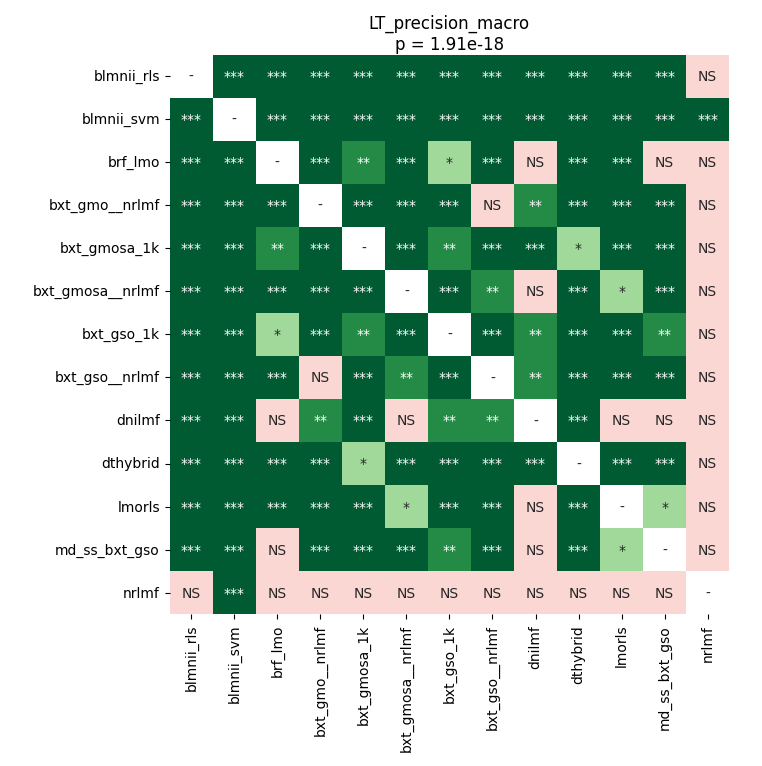 LT_precision_macro
p = 1.91e-18
blmnii_rls - *** *** *** *** *** *** *** *** *** *** *** NS
blmnii_svm *** - *** *** *** *** *** *** *** *** *** *** ***
brf_lmo *** *** - *** ** *** * *** NS *** *** NS NS
bxt_gmo__nrlmf *** *** *** - *** *** *** NS ** *** *** *** NS
bxt_gmosa_1k *** *** ** *** - *** ** *** *** * *** *** NS
bxt_gmosa__nrlmf *** *** *** *** *** - *** ** NS *** * *** NS
bxt_gso_1k *** *** * *** ** *** - *** ** *** *** ** NS
bxt_gso__nrlmf *** *** *** NS *** ** *** - ** *** *** *** NS
dnilmf *** *** NS ** *** NS ** ** - *** NS NS NS
dthybrid *** *** *** *** * *** *** *** *** - *** *** NS
lmorls *** *** *** *** *** * *** *** NS *** - * NS
md_ss_bxt_gso *** *** NS *** *** *** ** *** NS *** * - NS
nrlmf NS *** NS NS NS NS NS NS NS NS NS NS -
blmnii_rls
blmnii_svm
brf_lmo
bxt_gmo__nrlmf
bxt_gmosa_1k
bxt_gmosa__nrlmf
bxt_gso_1k
bxt_gso__nrlmf
dnilmf
dthybrid
lmorls
md_ss_bxt_gso
nrlmf